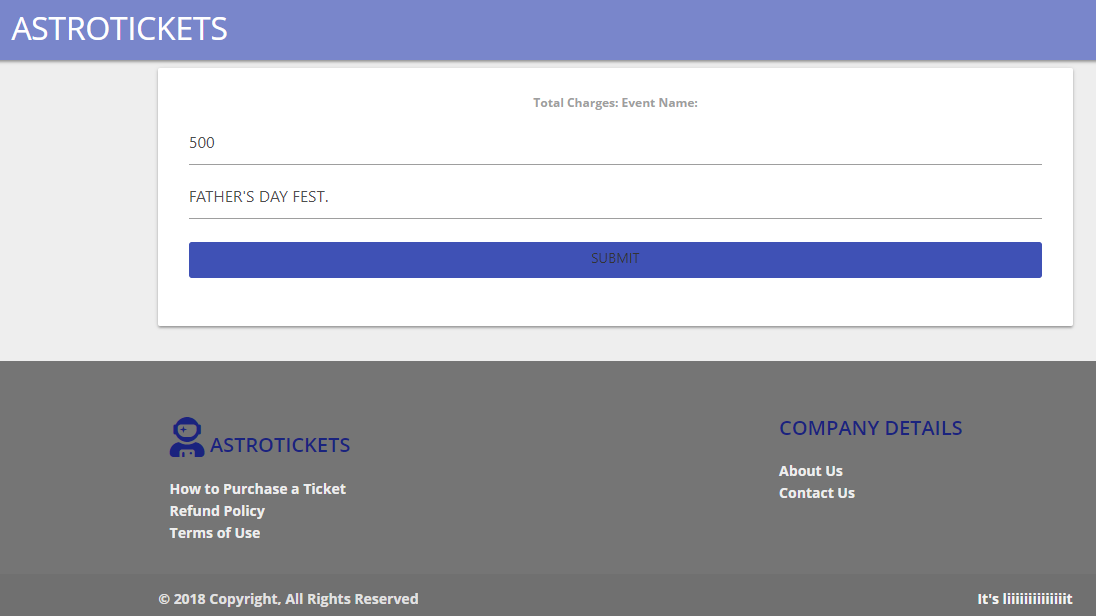 ASTROTICKETS
Total Charges: Event Name:
500
FATHER'S DAY FEST.
SUBMIT
ASTROTICKETS
How to Purchase a Ticket
Refund Policy
Terms of Use
COMPANY DETAILS
About Us
Contact Us
© 2018 Copyright, All Rights Reserved
It's liiiiiiiiiiiiiit